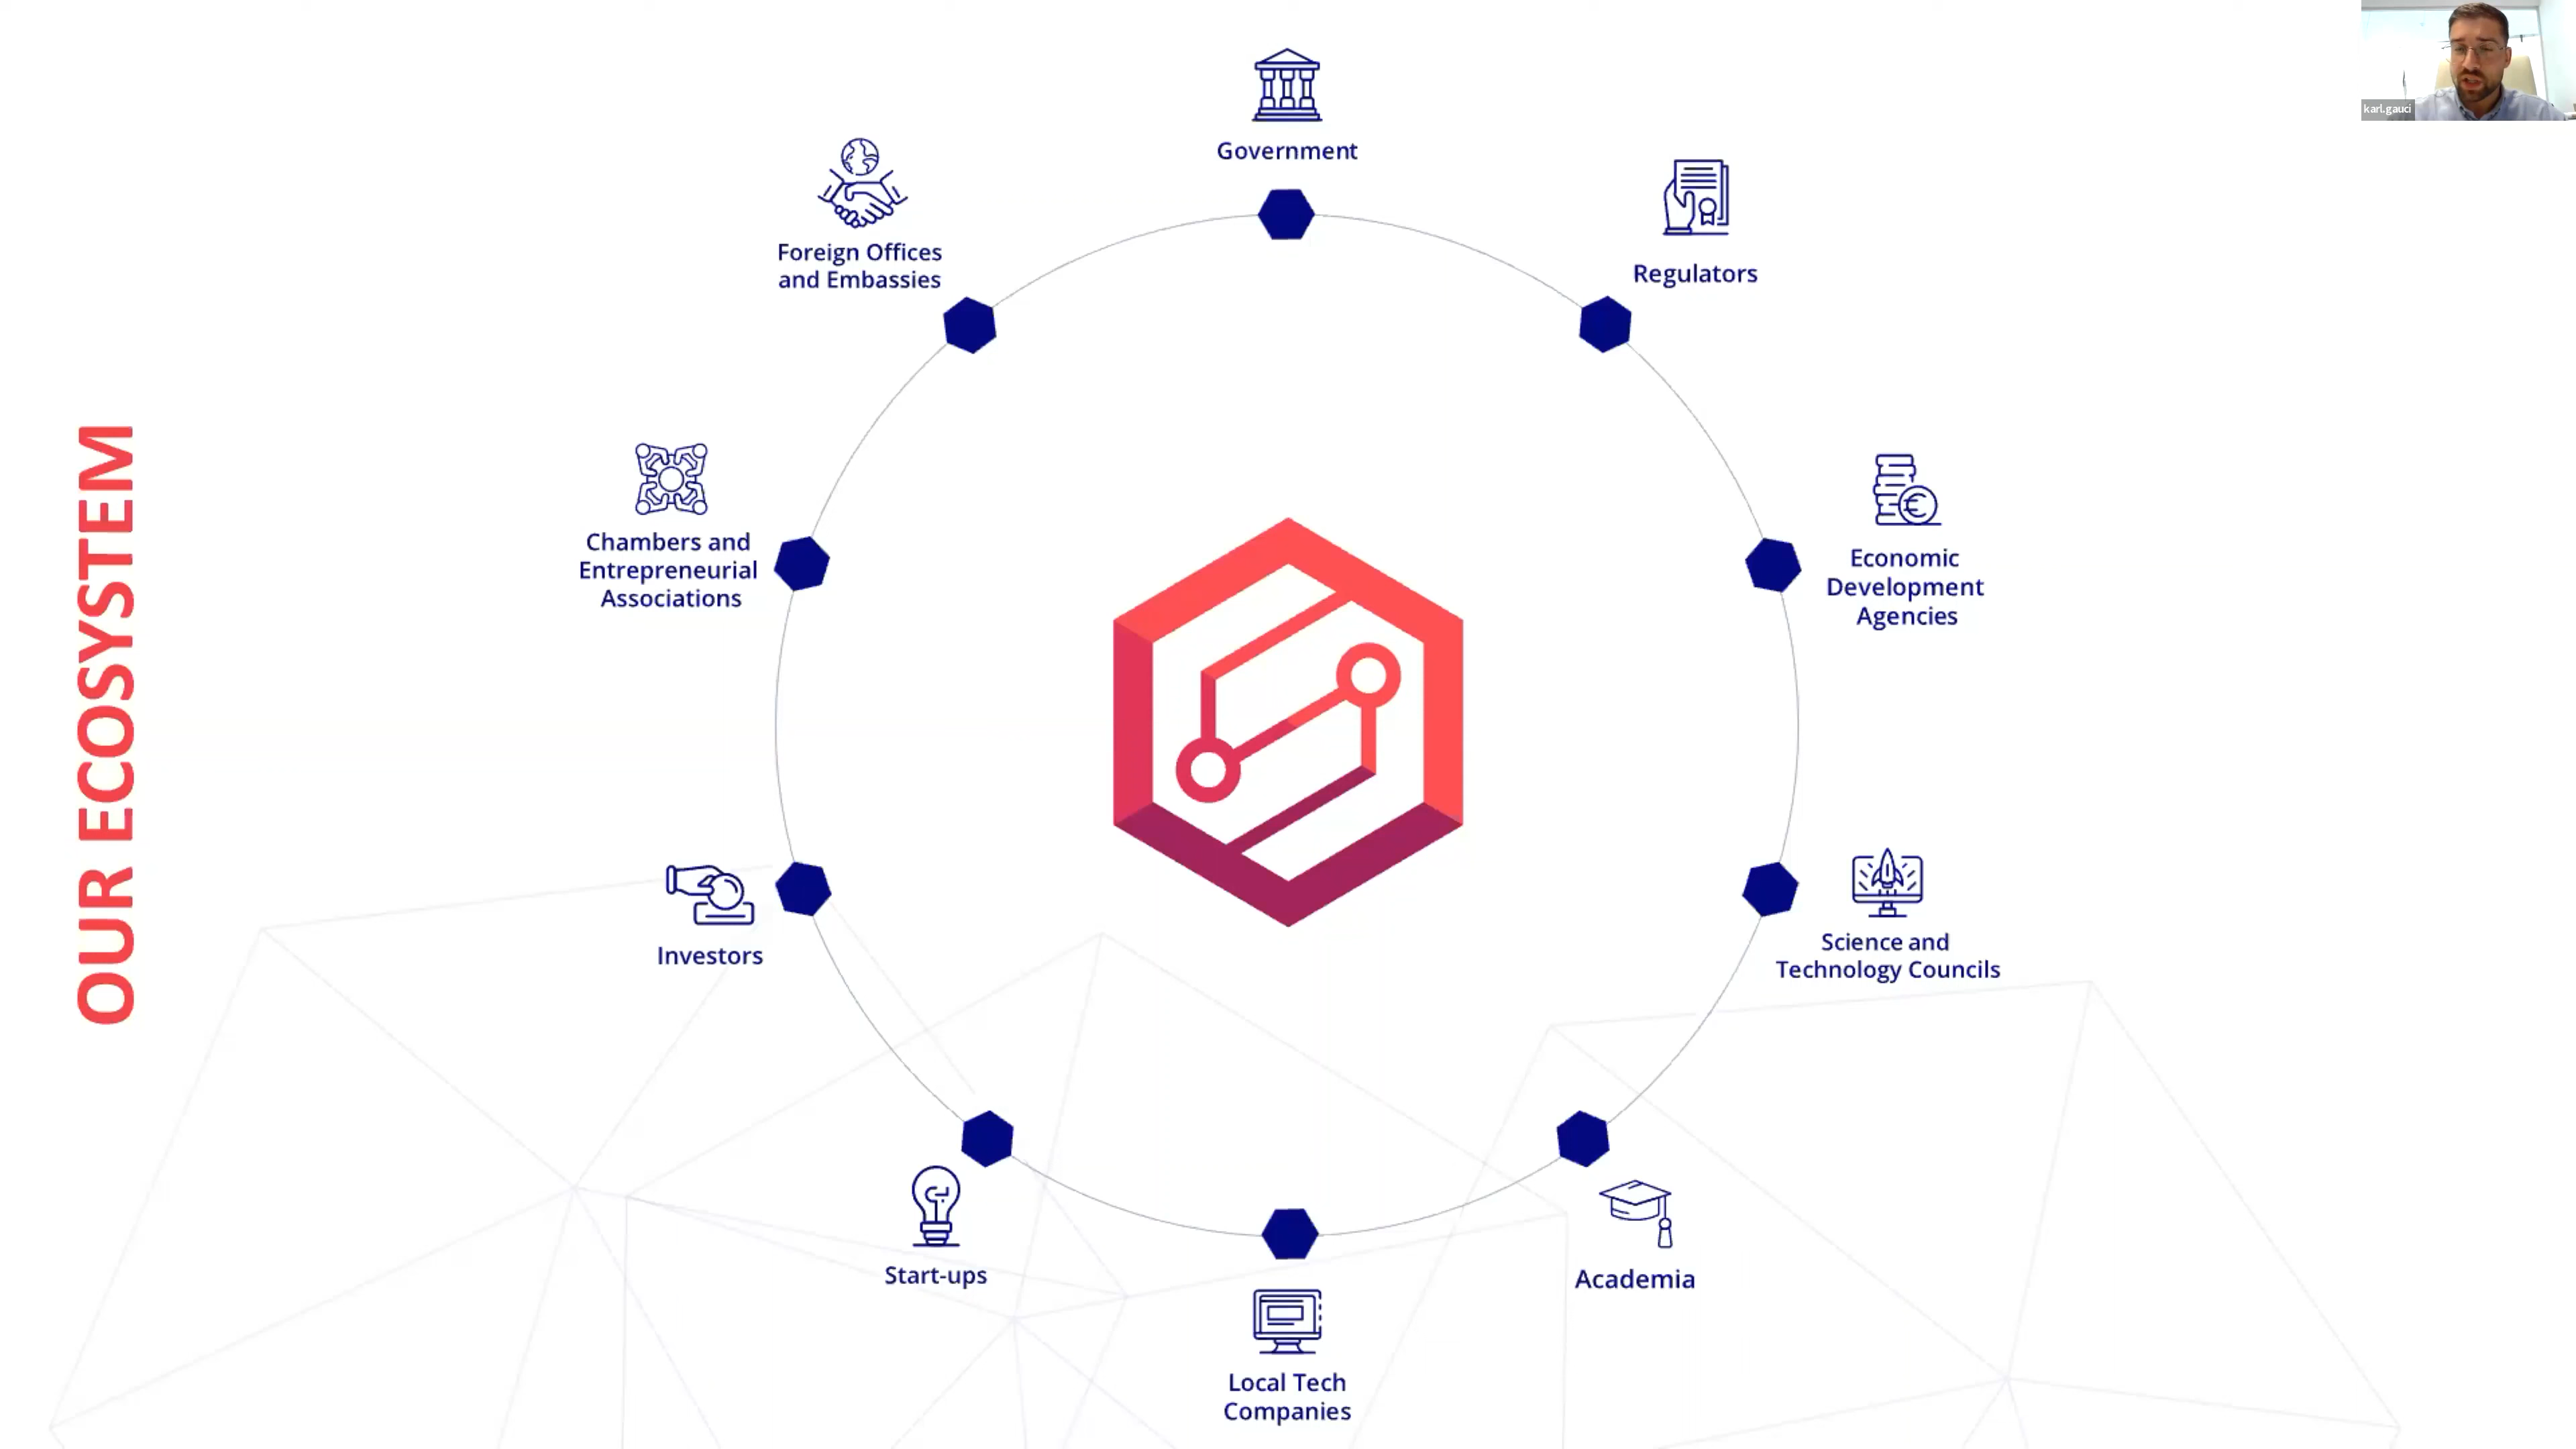 OUR ECOSYSTEM
karl.gauci
Government
Regulators
Economic
Development
Agencies
Science and
Technology Councils
Academia
Local Tech
Companies
Start-ups
Investors
Chambers and
Entrepreneurial
Associations
Foreign Offices
and Embassies